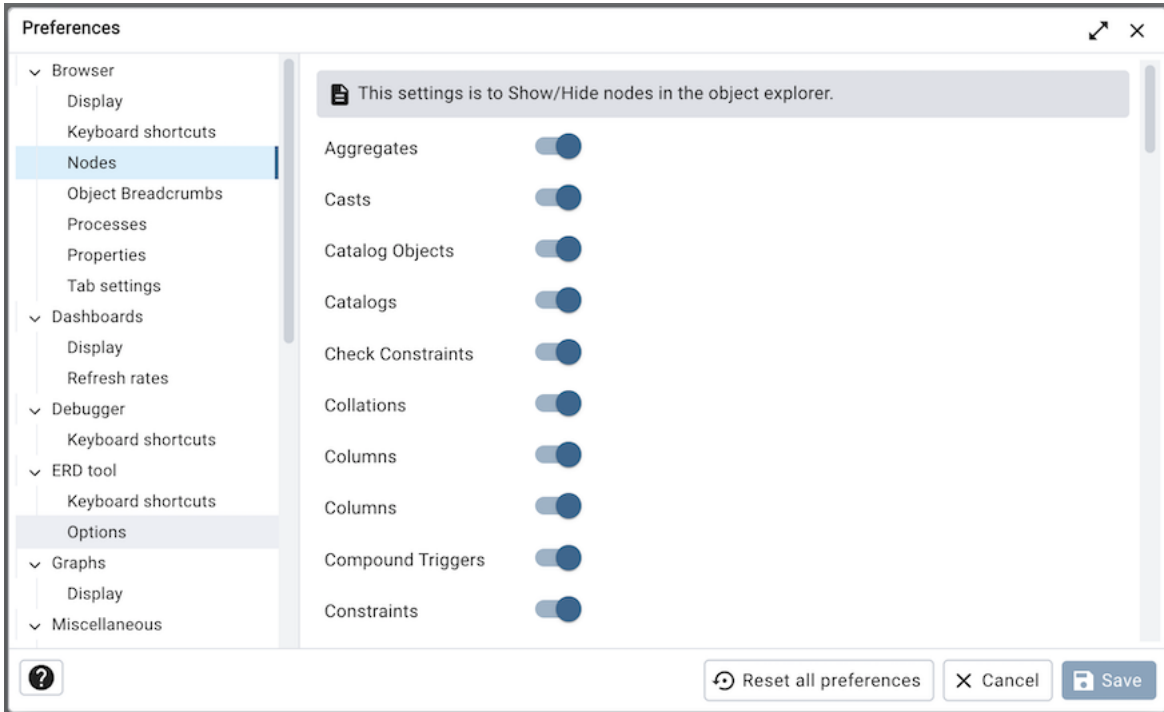 Preferences
Browser
Display
Keyboard shortcuts
Nodes
Object Breadcrumbs
Processes
Properties
Tab settings
Dashboards
Display
Refresh rates
Debugger
Keyboard shortcuts
ERD tool
Keyboard shortcuts
Options
Graphs
Display
Miscellaneous
This settings is to Show/Hide nodes in the object explorer.
Aggregates
Casts
Catalog Objects
Catalogs
Check Constraints
Collations
Columns
Columns
Compound Triggers
Constraints
?
Reset all preferences
Cancel
Save